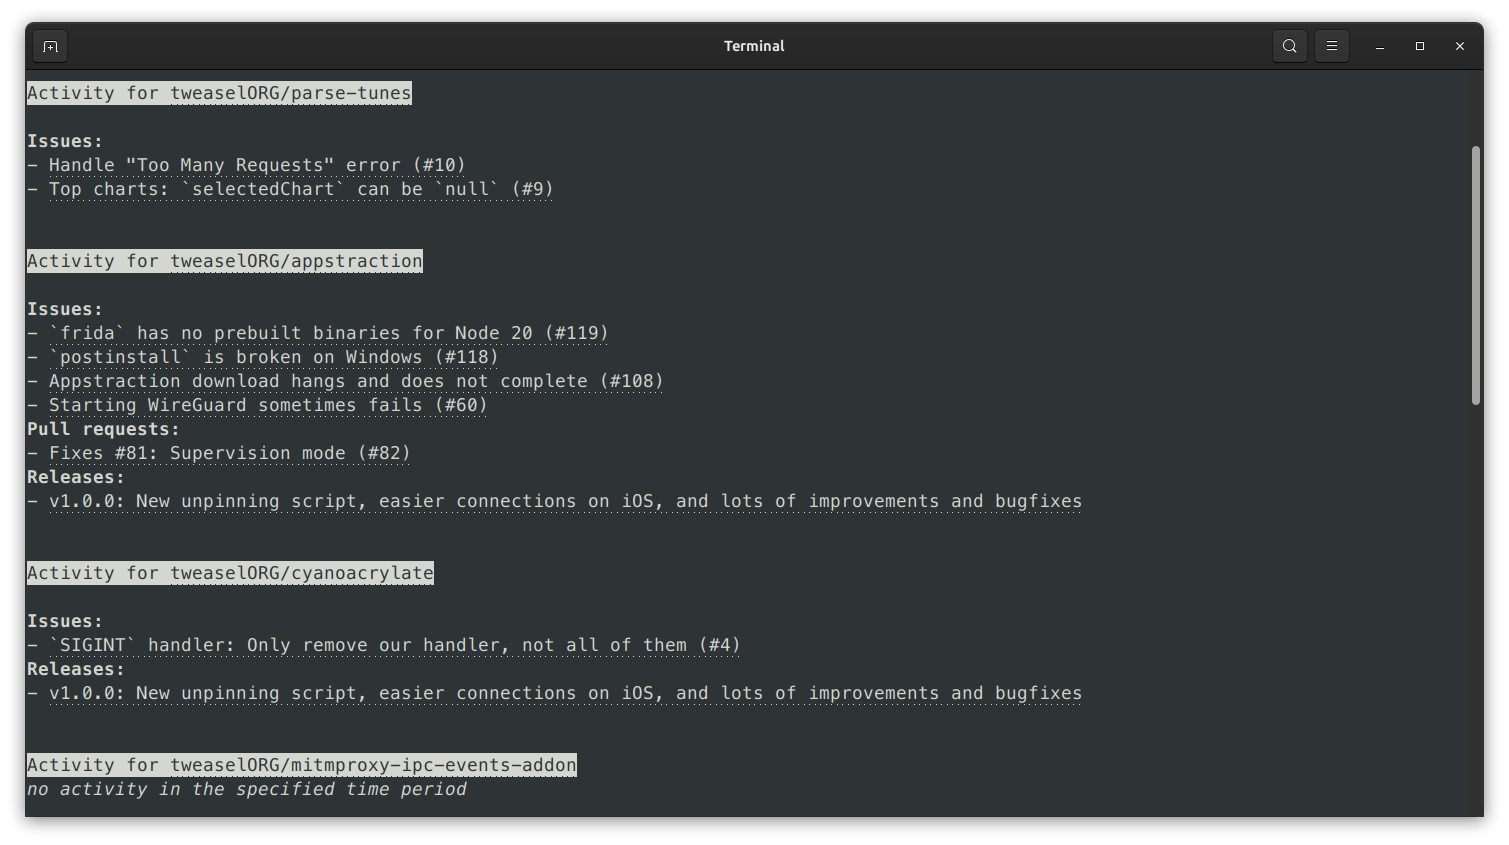 Terminal
Activity for tweaselORG/parse-tunes
Issues:
- Handle "Too Many Requests" error (#10)
- Top charts: `selectedChart` can be `null` (#9)
Activity for tweaselORG/appstraction
Issues:
- `frida` has no prebuilt binaries for Node 20 (#119)
- `postinstall` is broken on Windows (#118)
- Appstraction download hangs and does not complete (#108)
- Starting WireGuard sometimes fails (#60)
Pull requests:
- Fixes #81: Supervision mode (#82)
Releases:
- v1.0.0: New unpinning script, easier connections on iOS, and lots of improvements and bugfixes
Activity for tweaselORG/cyanoacrylate
Issues:
- `SIGINT` handler: Only remove our handler, not all of them (#4)
Releases:
- v1.0.0: New unpinning script, easier connections on iOS, and lots of improvements and bugfixes
Activity for tweaselORG/mitmproxy-ipc-events-addon
no activity in the specified time period